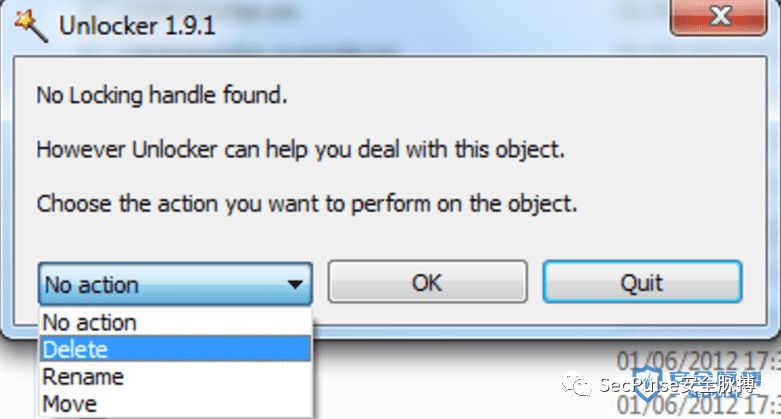 Unlocker 1.9.1
No Locking handle found.
However Unlocker can help you deal with this object.
Choose the action you want to perform on the object.
No action
OK
Quit
No action
Delete
Rename
Move
01/06/2012 17:3
SecPulse安全脉搏
01/06/2012 17:3